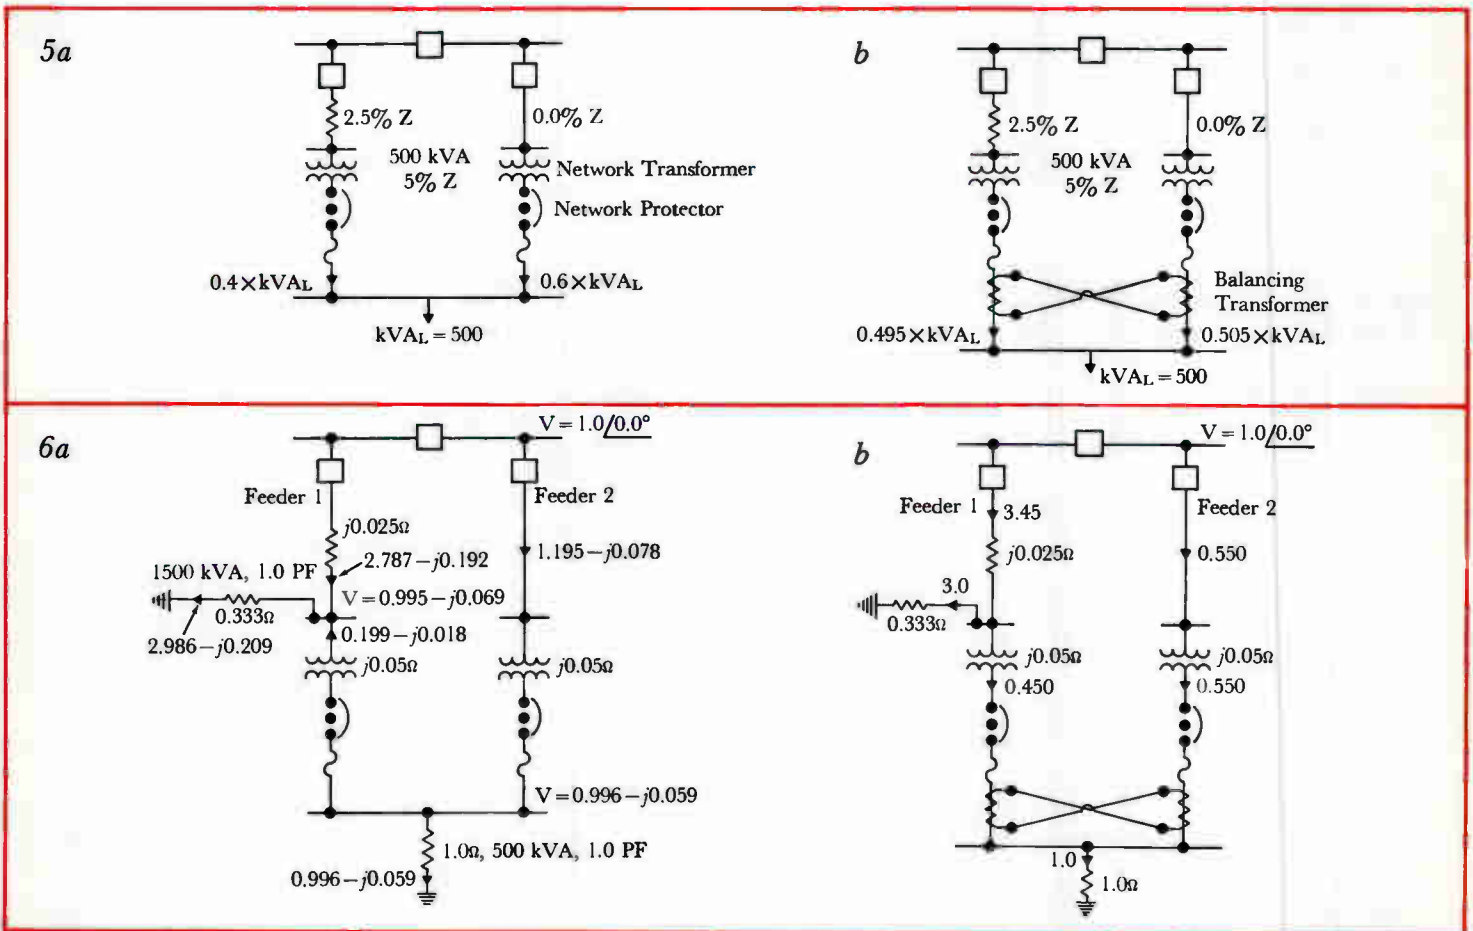 5a
2.5% Z
0.0% Z
500 kVA
5% Z
Network Transformer
Network Protector
0.4×kVAL
0.6×kVAL
kVAL = 500
b
2.5% Z
0.0% Z
500 kVA
5% Z
Balancing
Transformer
0.495×kVAL
0.505×kVAL
kVAL = 500
6a
V = 1.0/0.0°
Feeder 1
Feeder 2
j0.025Ω
2.787−j0.192
1.195−j0.078
1500 kVA, 1.0 PF
V=0.995−j0.069
0.333Ω
0.199−j0.018
2.986−j0.209
j0.05Ω
j0.05Ω
V=0.996−j0.059
1.0Ω, 500 kVA, 1.0 PF
0.996−j0.059
b
V = 1.0/0.0°
Feeder 1
Feeder 2
3.45
j0.025Ω
0.550
3.0
0.333Ω
j0.05Ω
j0.05Ω
0.450
0.550
1.0
1.0Ω